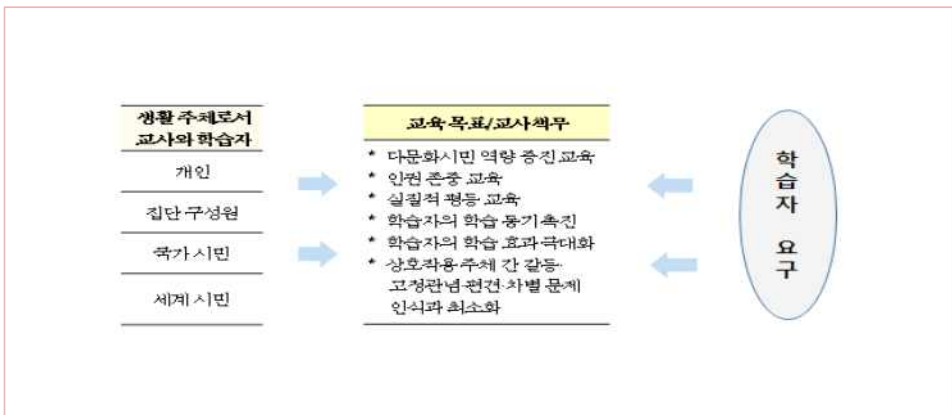 생활 주체로서
교사와 학습자
개인
집단 구성원
국가 시민
세계 시민
교육 목표/교사책무
* 다문화시민 역량 증진 교육
* 인권 존중 교육
* 실질적 평등 교육
* 학습자의 학습 동기촉진
* 학습자의 학습 효과 극대화
* 상호작용 주체 간 갈등·
고정관념·편견·차별 문제
인식과 최소화
학습자 요구